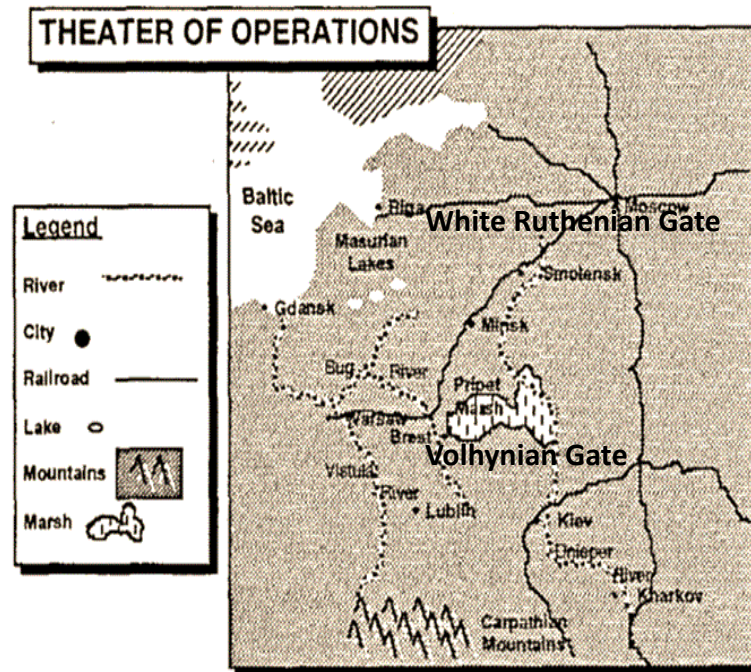 THEATER OF OPERATIONS
Baltic
Sea
Riga
White Ruthenian Gate
Moscow
Masurian
Lakes
Smolensk
Gdansk
Minsk
Bug
River
Pripet
Marsh
Warsaw
Brest
Volhynian Gate
Vistula
River
Lublin
Kiev
Dnieper
River
Kharkov
Carpathian
Mountains
Legend
River
City
Railroad
Lake
Mountains
Marsh